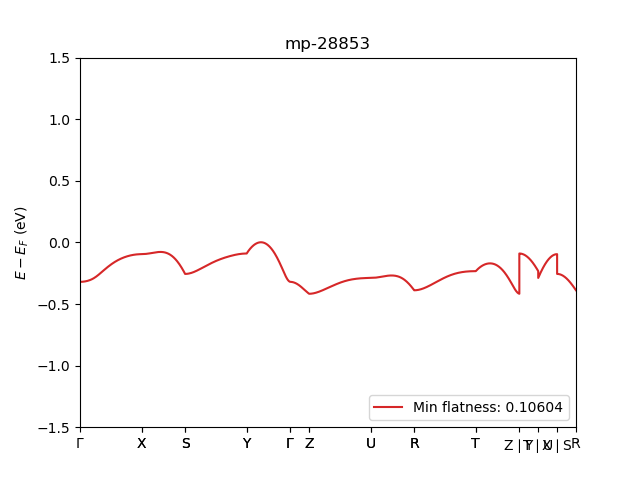 mp-28853
1.5
1.0
0.5
0.0
−0.5
−1.0
−1.5
E − E_F (eV)
Min flatness: 0.10604
Γ X S Y Γ Z U R T Z|T Y|X U|S R